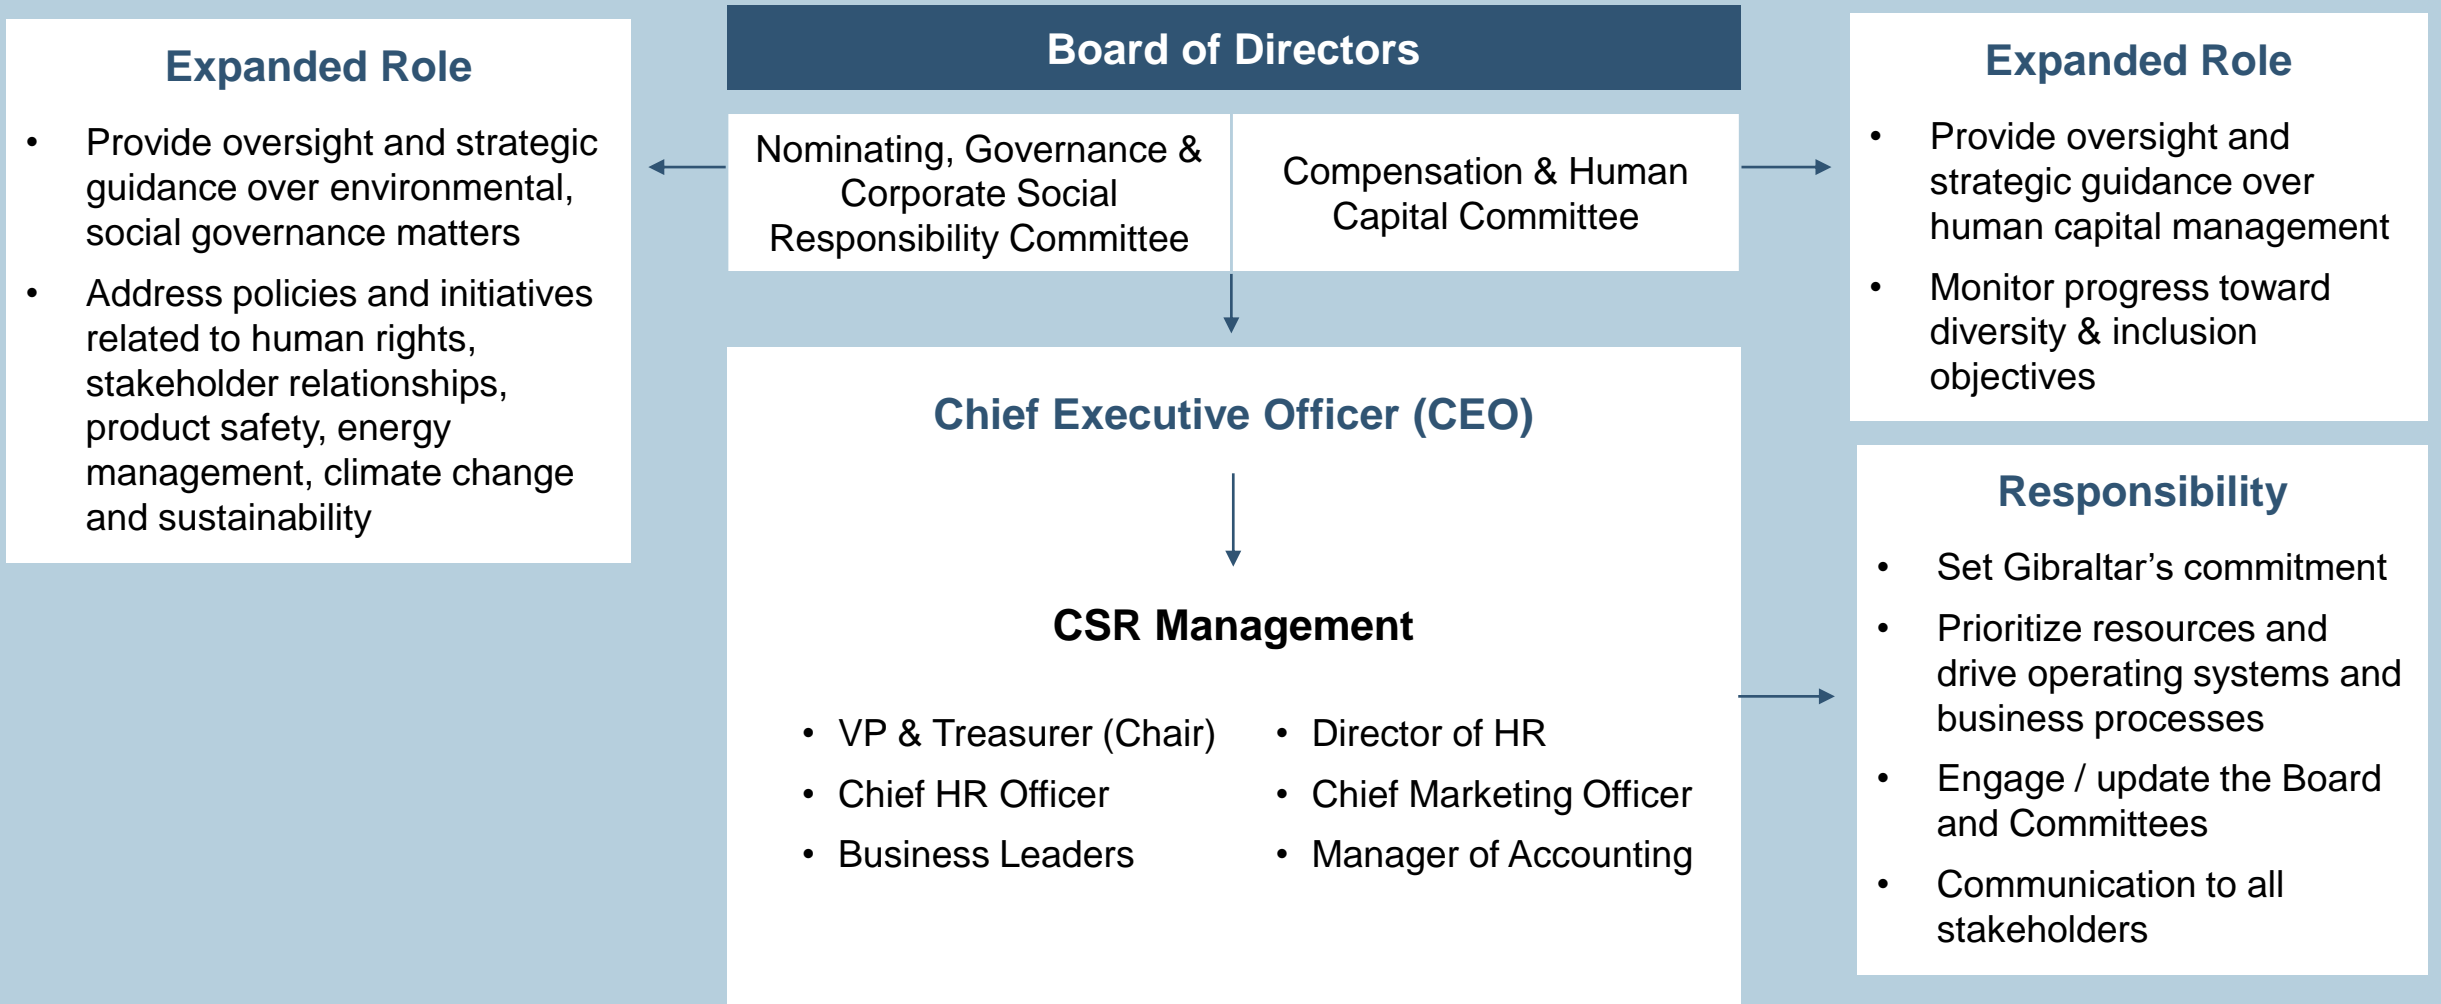 Expanded Role
• Provide oversight and strategic
guidance over environmental,
social governance matters
• Address policies and initiatives
related to human rights,
stakeholder relationships,
product safety, energy
management, climate change
and sustainability
Board of Directors
Nominating, Governance &
Corporate Social
Responsibility Committee
Compensation & Human
Capital Committee
Chief Executive Officer (CEO)
CSR Management
• VP & Treasurer (Chair)
• Chief HR Officer
• Business Leaders
• Director of HR
• Chief Marketing Officer
• Manager of Accounting
Expanded Role
• Provide oversight and
strategic guidance over
human capital management
• Monitor progress toward
diversity & inclusion
objectives
Responsibility
• Set Gibraltar’s commitment
• Prioritize resources and
drive operating systems and
business processes
• Engage / update the Board
and Committees
• Communication to all
stakeholders